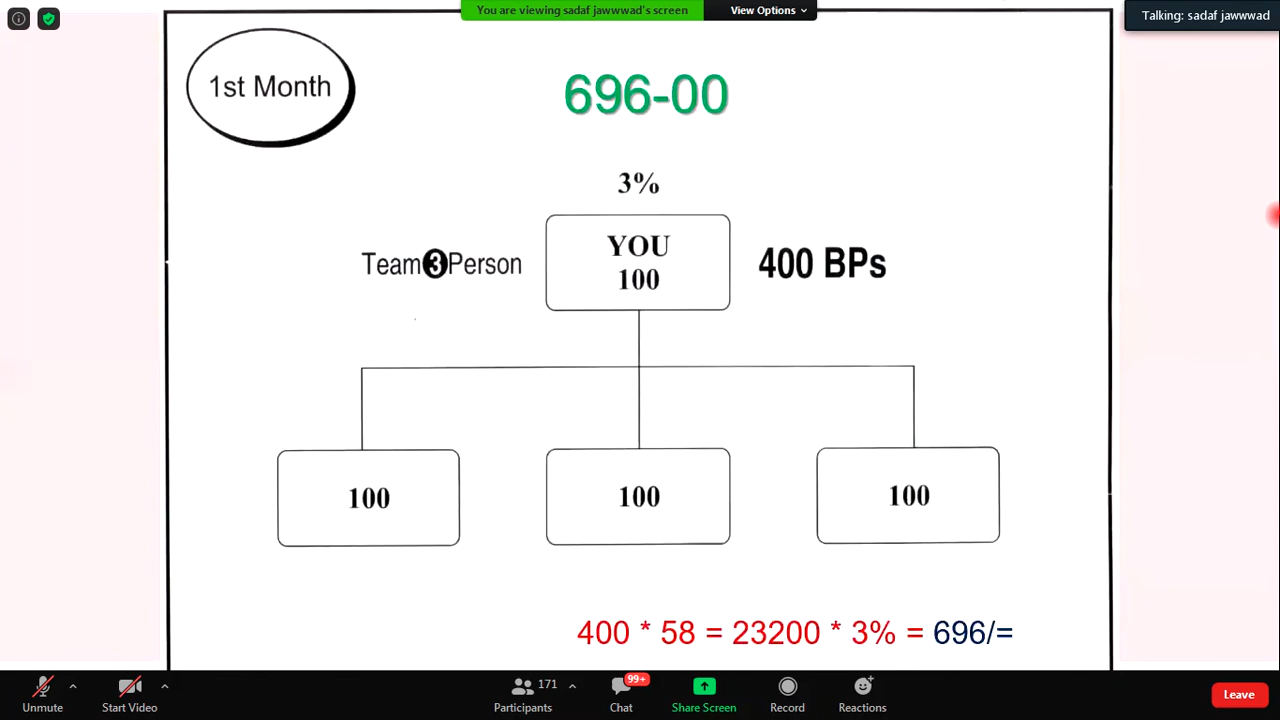 You are viewing sadaf jawwwad's screen
View Options
Talking: sadaf jawwwad
1st Month
696-00
3%
Team 3 Person
YOU
100
400 BPs
100
100
100
400 * 58 = 23200 * 3% = 696/=
Unmute
Start Video
171
Participants
99+
Chat
Share Screen
Record
Reactions
Leave